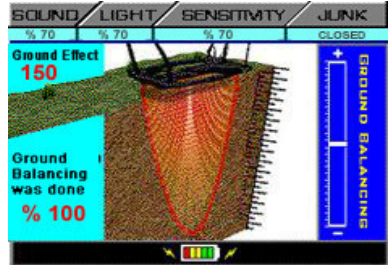 SOUND LIGHT SENSITIVITY JUNK
% 70 % 70 % 70 CLOSED
Ground Effect
150
Ground
Balancing
was done
% 100
+
GROUND BALANCING
-